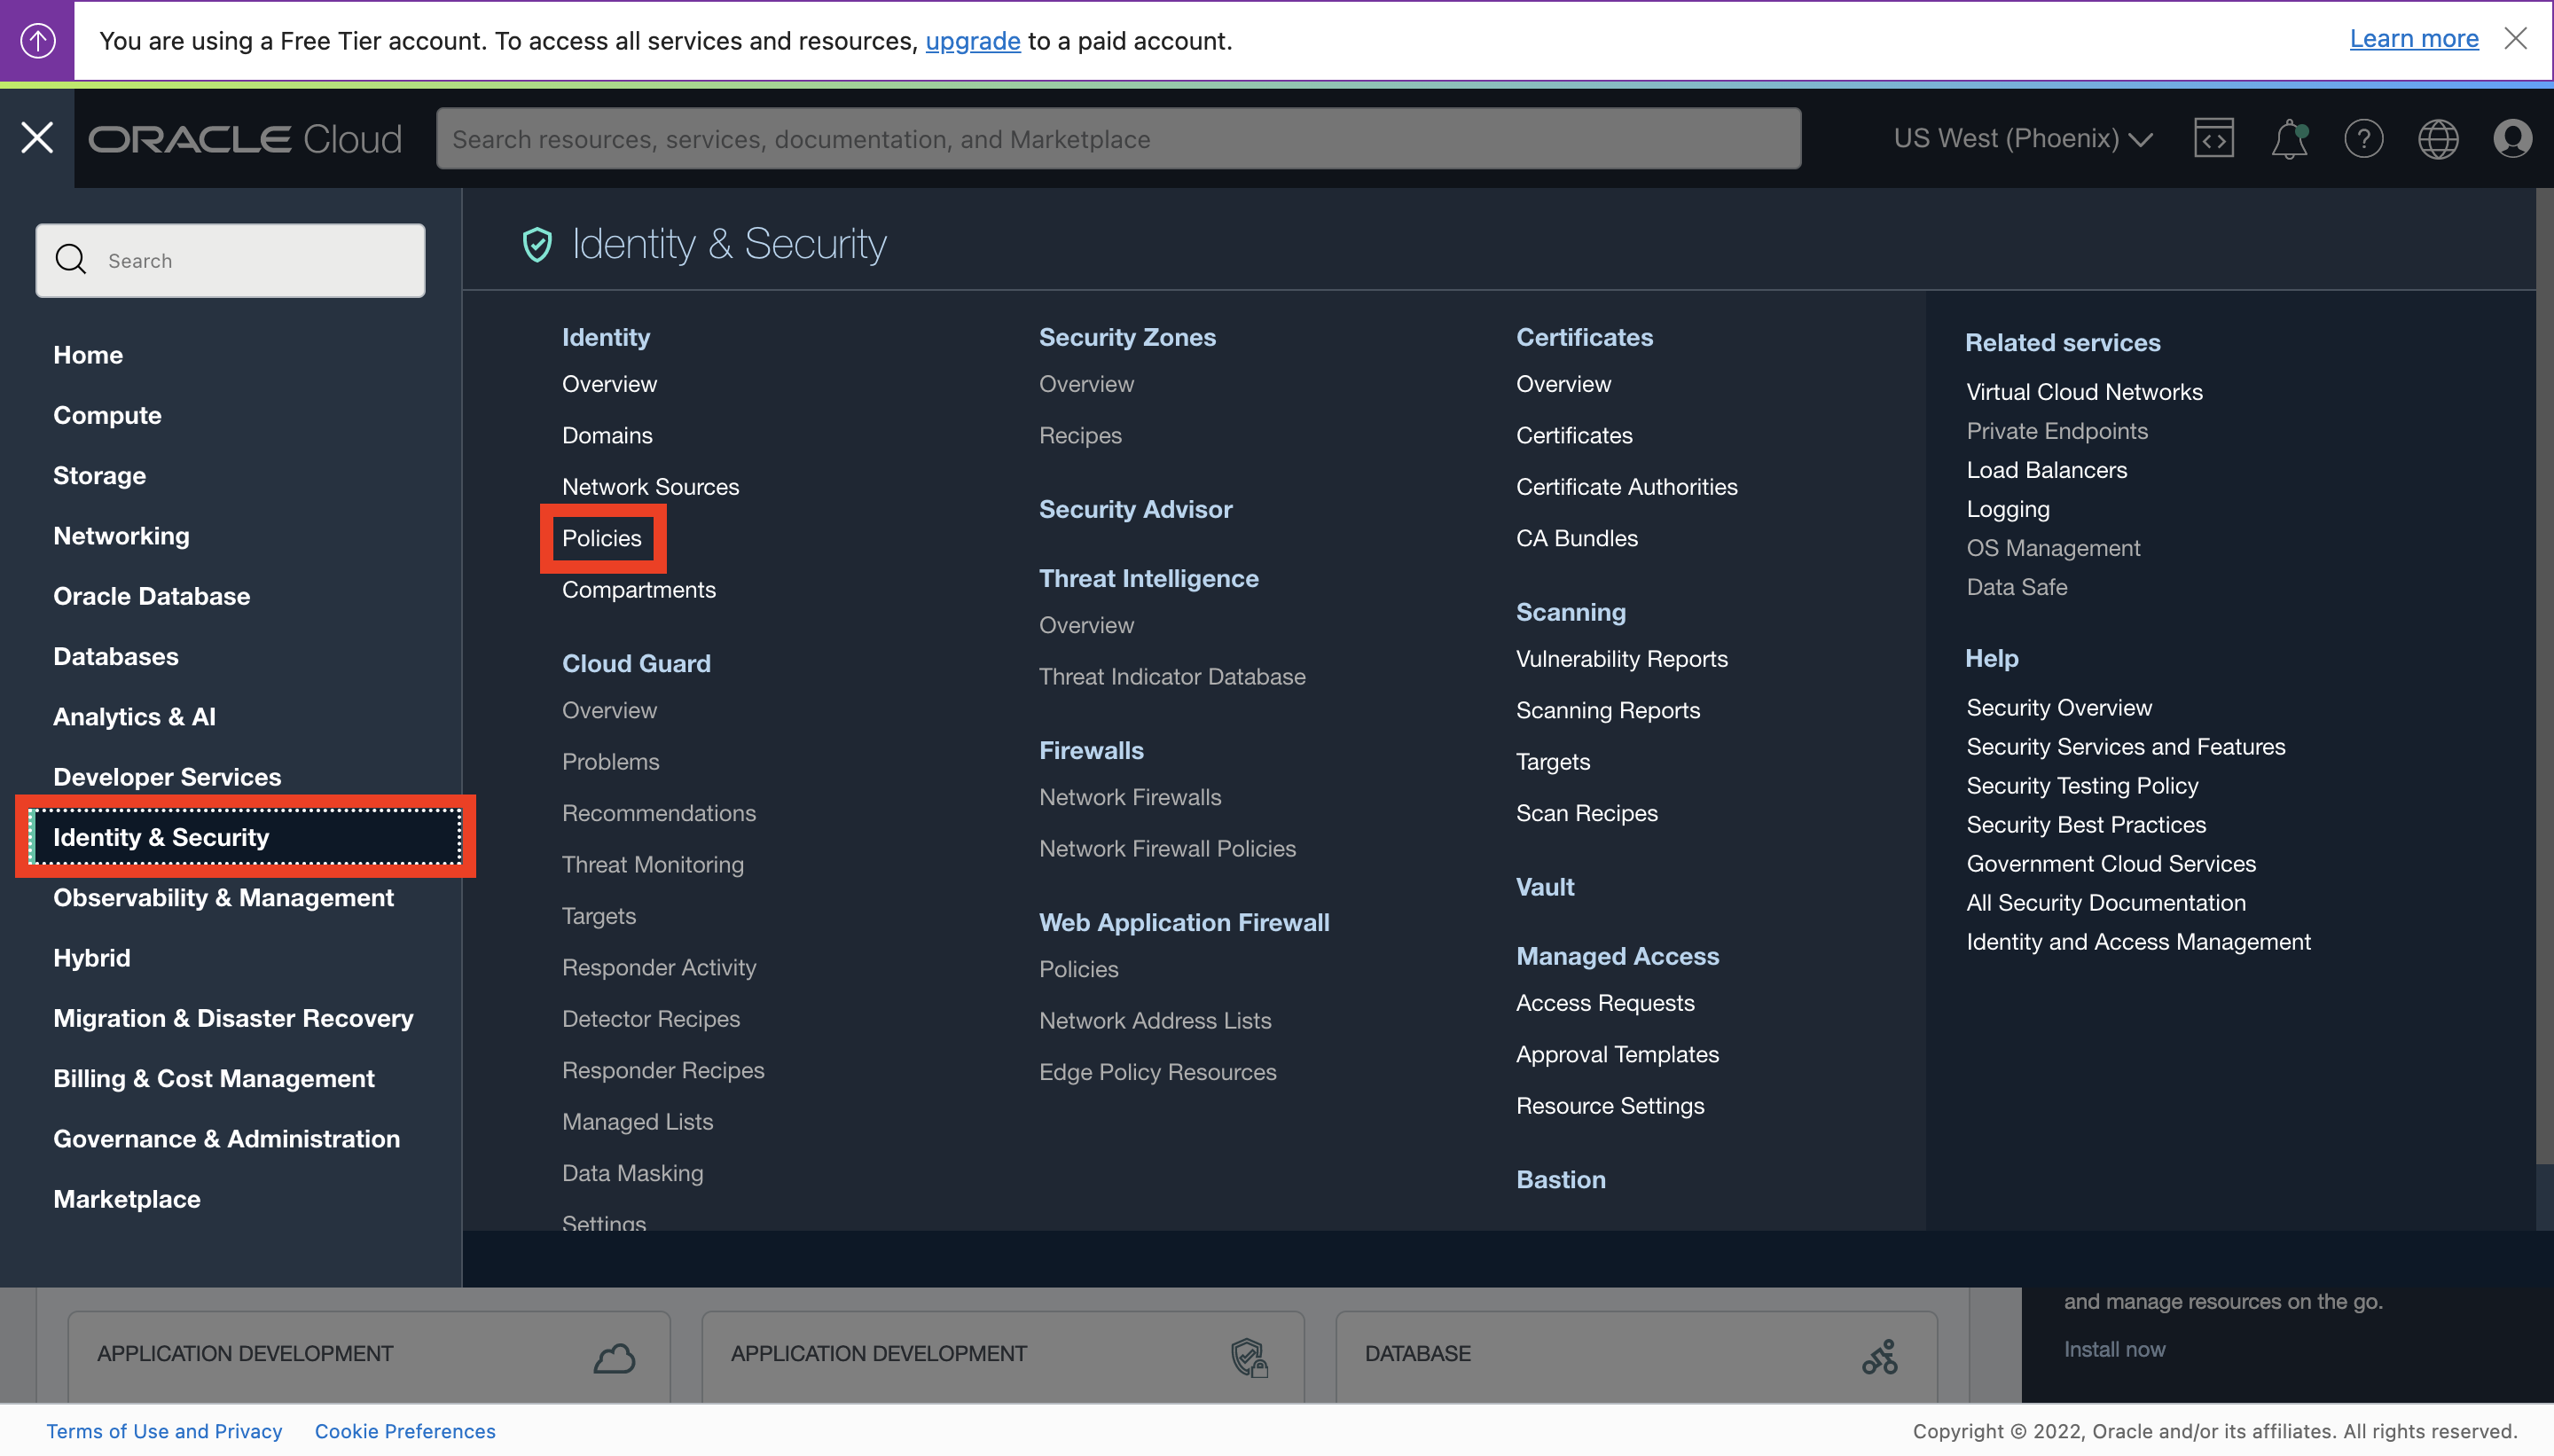 You are using a Free Tier account. To access all services and resources, upgrade to a paid account.
Learn more
ORACLE Cloud
Search resources, services, documentation, and Marketplace
US West (Phoenix)
Search
Home
Compute
Storage
Networking
Oracle Database
Databases
Analytics & AI
Developer Services
Identity & Security
Observability & Management
Hybrid
Migration & Disaster Recovery
Billing & Cost Management
Governance & Administration
Marketplace
Identity & Security
Identity
Overview
Domains
Network Sources
Policies
Compartments
Cloud Guard
Overview
Problems
Recommendations
Threat Monitoring
Targets
Responder Activity
Detector Recipes
Responder Recipes
Managed Lists
Data Masking
Settings
Security Zones
Overview
Recipes
Security Advisor
Threat Intelligence
Overview
Threat Indicator Database
Firewalls
Network Firewalls
Network Firewall Policies
Web Application Firewall
Policies
Network Address Lists
Edge Policy Resources
Certificates
Overview
Certificates
Certificate Authorities
CA Bundles
Scanning
Vulnerability Reports
Scanning Reports
Targets
Scan Recipes
Vault
Managed Access
Access Requests
Approval Templates
Resource Settings
Bastion
Related services
Virtual Cloud Networks
Private Endpoints
Load Balancers
Logging
OS Management
Data Safe
Help
Security Overview
Security Services and Features
Security Testing Policy
Security Best Practices
Government Cloud Services
All Security Documentation
Identity and Access Management
and manage resources on the go.
Install now
APPLICATION DEVELOPMENT
APPLICATION DEVELOPMENT
DATABASE
Terms of Use and Privacy
Cookie Preferences
Copyright © 2022, Oracle and/or its affiliates. All rights reserved.